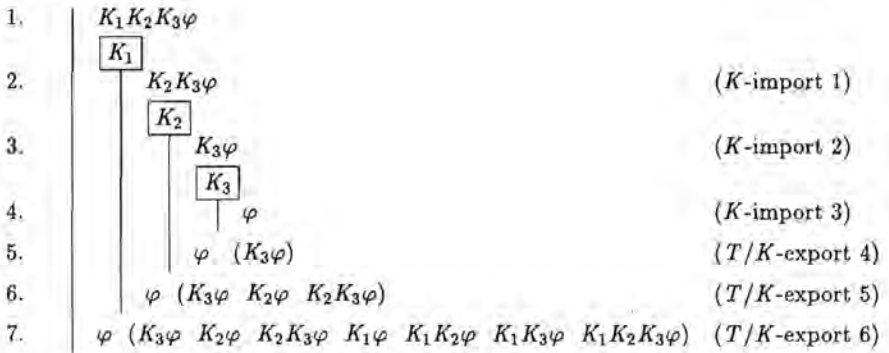 1. K₁K₂K₃φ
K₁
2. K₂K₃φ (K-import 1)
K₂
3. K₃φ (K-import 2)
K₃
4. φ (K-import 3)
5. φ (K₃φ) (T/K-export 4)
6. φ (K₃φ K₂φ K₂K₃φ) (T/K-export 5)
7. φ (K₃φ K₂φ K₂K₃φ K₁φ K₁K₂φ K₁K₃φ K₁K₂K₃φ) (T/K-export 6)